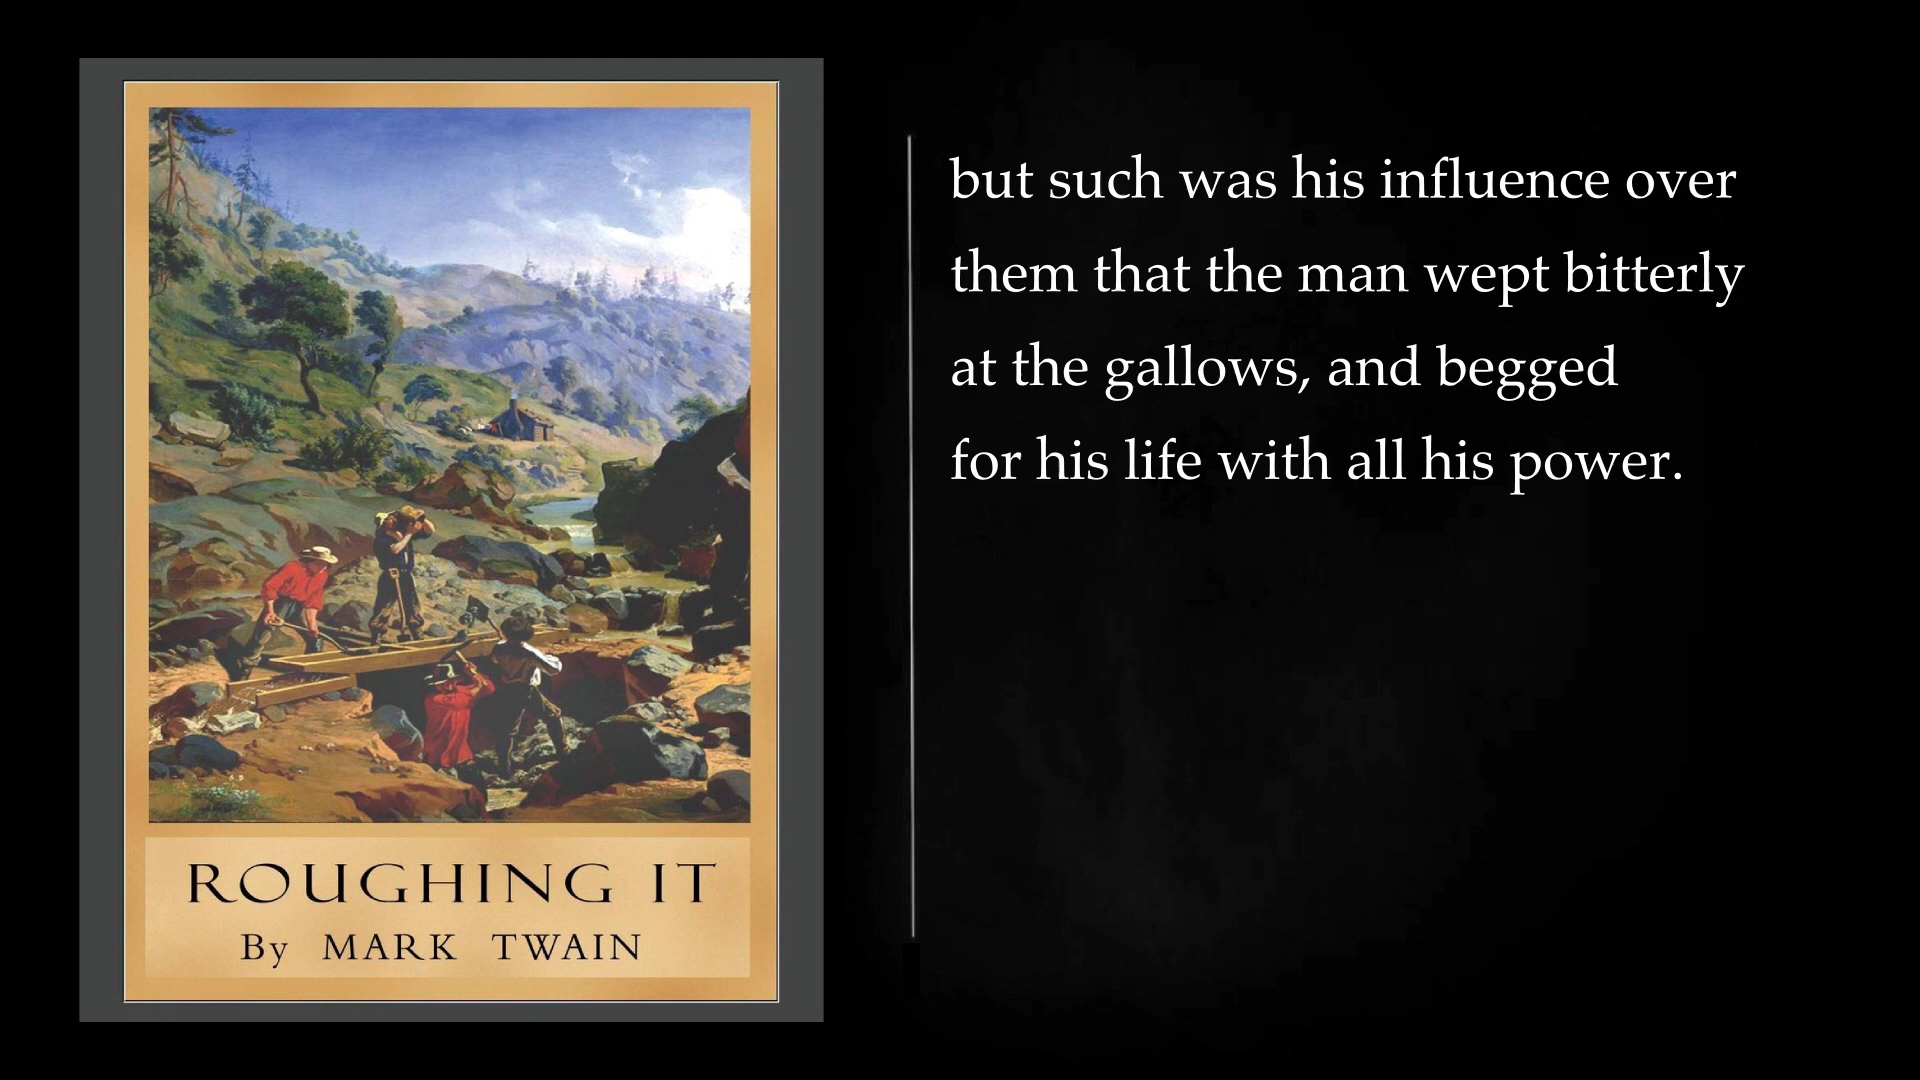 ROUGHING IT
By MARK TWAIN
but such was his influence over
them that the man wept bitterly
at the gallows, and begged
for his life with all his power.